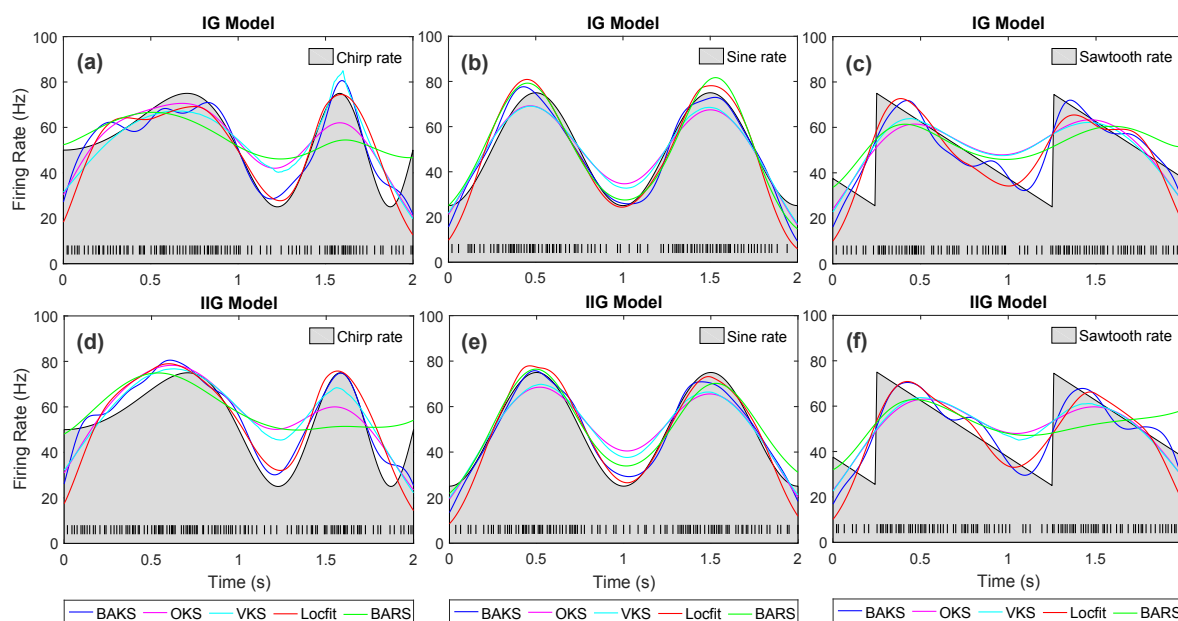 IG Model
IG Model
IG Model
100
80
60
40
20
0
Firing Rate (Hz)
(a)
Chirp rate
0 0.5 1 1.5 2
100
80
60
40
20
0
(b)
Sine rate
0 0.5 1 1.5 2
100
80
60
40
20
0
(c)
Sawtooth rate
0 0.5 1 1.5
IIG Model
IIG Model
IIG Model
100
80
60
40
20
0
Firing Rate (Hz)
(d)
Chirp rate
0 0.5 1 1.5 2
Time (s)
100
80
60
40
20
0
(e)
Sine rate
0 0.5 1 1.5 2
Time (s)
100
80
60
40
20
0
(f)
Sawtooth rate
0 0.5 1 1.5
Time (s)
BAKS OKS VKS Locfit BARS
BAKS OKS VKS Locfit BARS
BAKS OKS VKS Locfit BARS